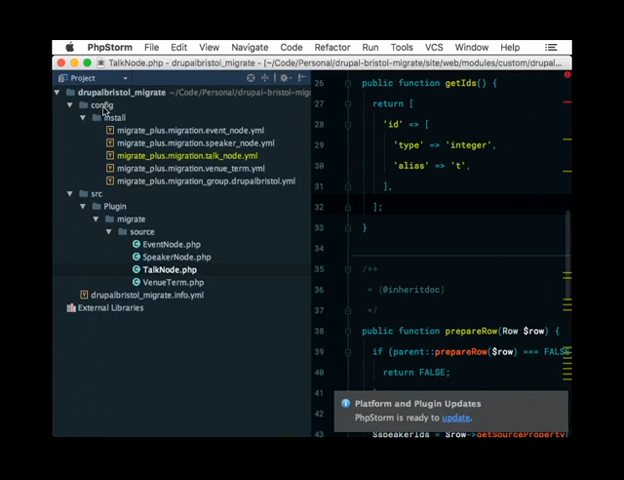 PhpStorm File Edit View Navigate Code Refactor Run Tools VCS Window Help
TalkNode.php - drupalbristol_migrate - [~/Code/Personal/drupal-bristol-migrate/site/web/modules/custom/drupal...
Project
drupalbristol_migrate ~/Code/Personal/drupal-bristol-mig
config
install
migrate_plus.migration.event_node.yml
migrate_plus.migration.speaker_node.yml
migrate_plus.migration.talk_node.yml
migrate_plus.migration.venue_term.yml
migrate_plus.migration_group.drupalbristol.yml
src
Plugin
migrate
source
EventNode.php
SpeakerNode.php
TalkNode.php
VenueTerm.php
drupalbristol_migrate.info.yml
External Libraries
26 public function getIds() {
27 return [
28 'id' => [
29 'type' => 'integer',
30 'alias' => 't',
31 ],
32 ];
33 }
34
35 /**
36 * {@inheritdoc}
37 */
38 public function prepareRow(Row $row) {
39 if (parent::prepareRow($row) === FALS
40 return FALSE;
Platform and Plugin Updates
PhpStorm is ready to update.
43 $speakerIds = $row->getSourceProperty